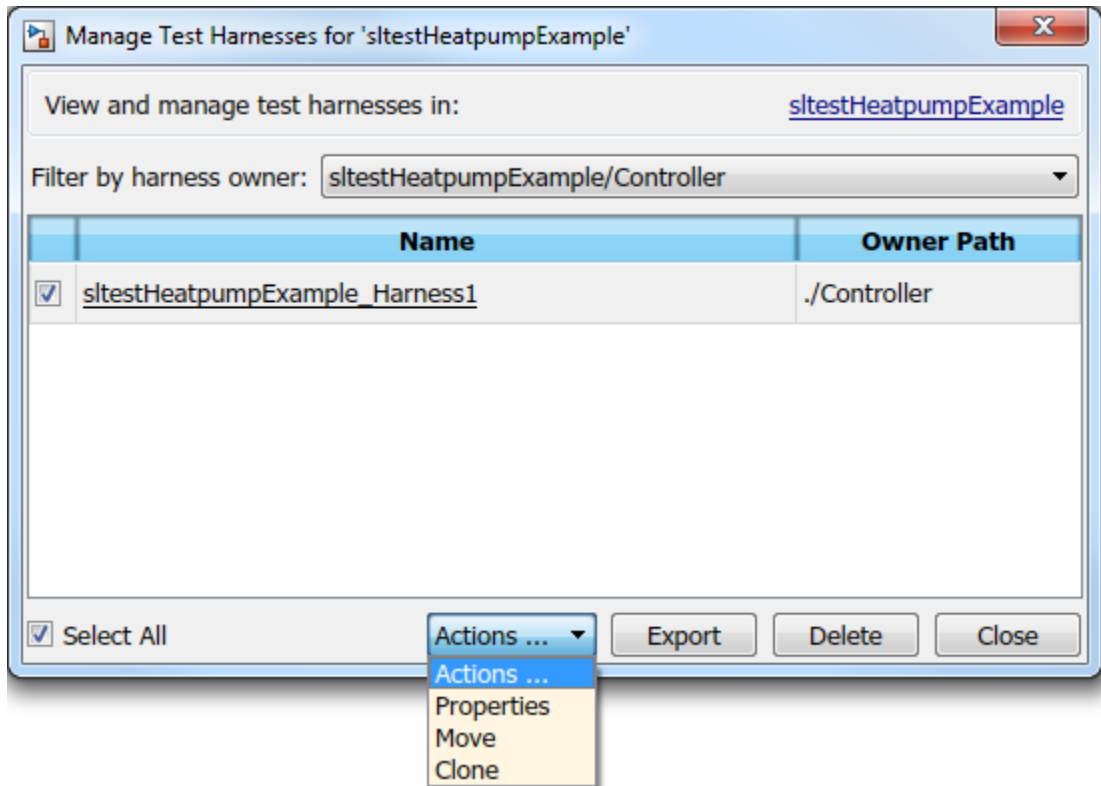 Manage Test Harnesses for 'sltestHeatpumpExample'
View and manage test harnesses in: sltestHeatpumpExample
Filter by harness owner: sltestHeatpumpExample/Controller
Name Owner Path
sltestHeatpumpExample_Harness1 ./Controller
Select All Actions ... Export Delete Close
Actions ...
Properties
Move
Clone